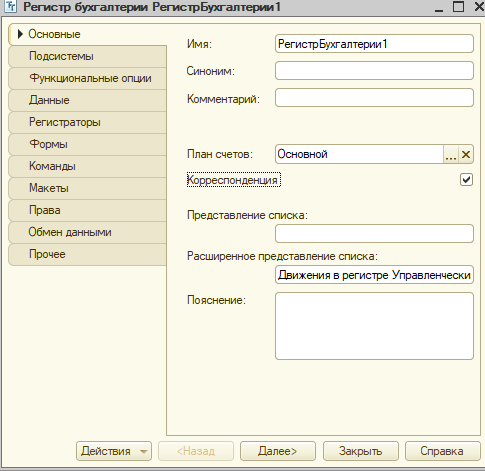 Регистр бухгалтерии РегистрБухгалтерии1
Основные
Подсистемы
Функциональные опции
Данные
Регистраторы
Формы
Команды
Макеты
Права
Обмен данными
Прочее
Имя: РегистрБухгалтерии1
Синоним:
Комментарий:
План счетов: Основной ...
Корреспонденция
Представление списка:
Расширенное представление списка:
Движения в регистре Управленчески
Пояснение:
Действия <Назад Далее> Закрыть Справка